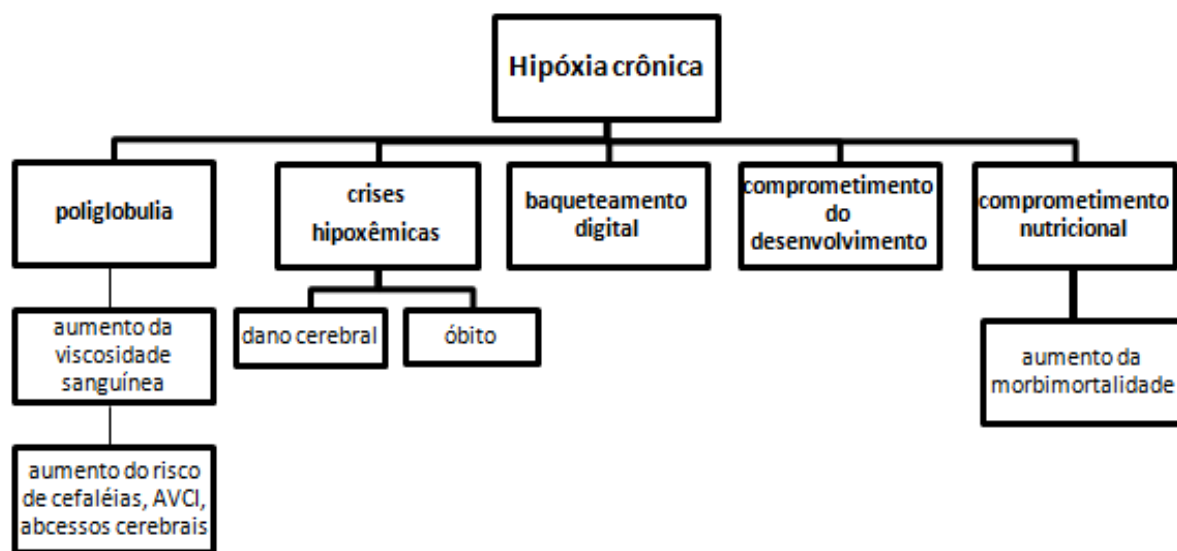 Hipóxia crônica
poliglobulia
crises
hipoxêmicas
baqueteamento
digital
comprometimento
do
desenvolvimento
comprometimento
nutricional
aumento da
viscosidade
sanguínea
dano cerebral
óbito
aumento da
morbimortalidade
aumento do risco
de cefaléias, AVCI,
abcessos cerebrais